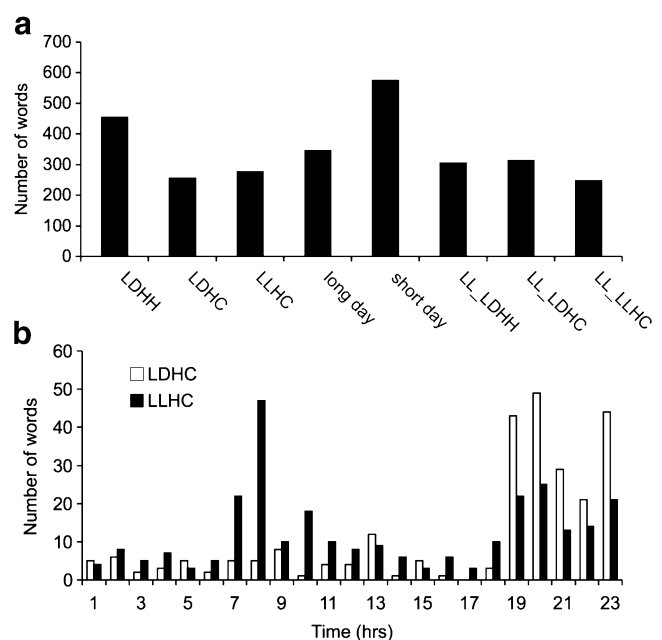 a
700
600
500
400
300
200
100
0
Number of words
LDHH
LDHC
LLHC
long day
short day
LL_LDHH
LL_LDHC
LL_LLHC
b
60
50
40
30
20
10
0
Number of words
LDHC
LLHC
1 3 5 7 9 11 13 15 17 19 21 23
Time (hrs)